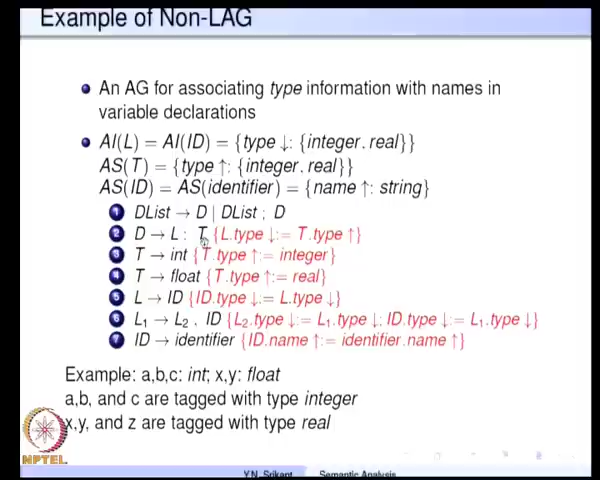 Example of Non-LAG
An AG for associating type information with names in
variable declarations
AI(L) = AI(ID) = {type ↓: {integer, real}}
AS(T) = {type ↑: {integer, real}}
AS(ID) = AS(identifier) = {name ↑: string}
1 DList → D | DList ; D
2 D → L : T {L.type ↓:= T.type ↑}
3 T → int {T.type ↑:= integer}
4 T → float {T.type ↑:= real}
5 L → ID {ID.type ↓:= L.type ↓}
6 L₁ → L₂ , ID {L₂.type ↓:= L₁.type ↓; ID.type ↓:= L₁.type ↓}
7 ID → identifier {ID.name ↑:= identifier.name ↑}
Example: a,b,c: int; x,y: float
a,b, and c are tagged with type integer
x,y, and z are tagged with type real
NPTEL
Y.N. Srikant Semantic Analysis